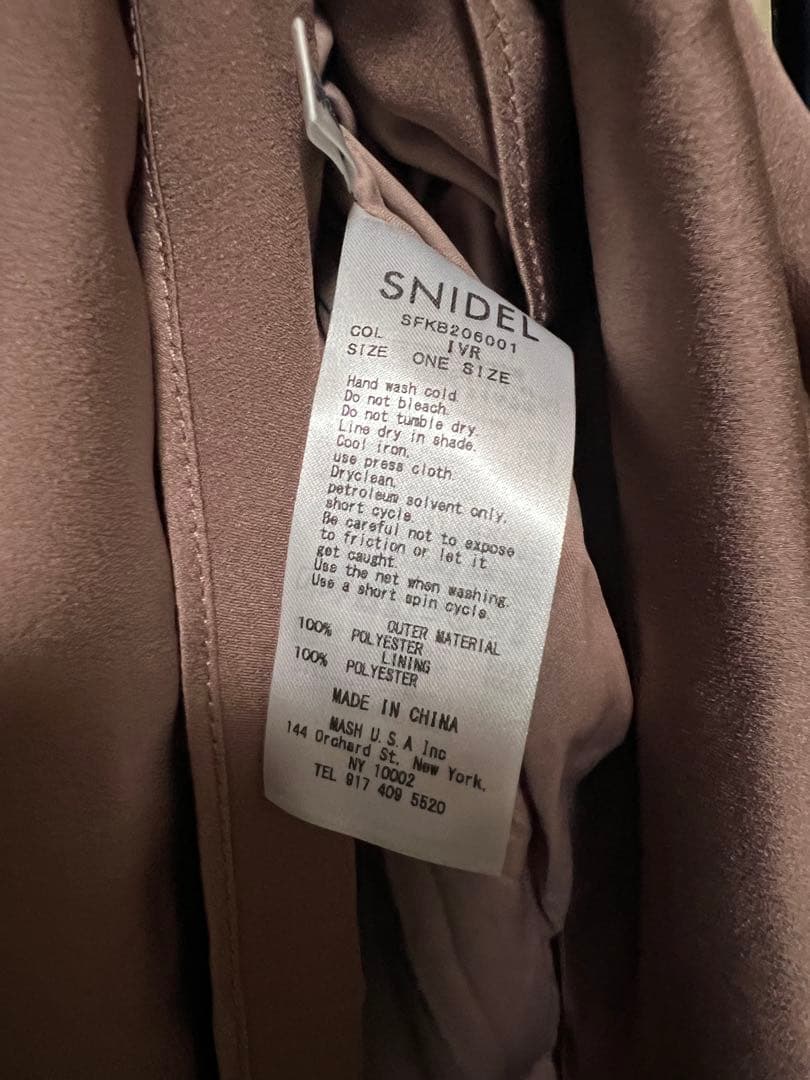 SNIDEL
SFKB206001
COL IVR
SIZE ONE SIZE
Hand wash cold.
Do not bleach.
Do not tumble dry.
Line dry in shade.
Cool iron,
use press cloth.
Dryclean,
petroleum solvent only,
short cycle.
Be careful not to expose
to friction or let it
get caught.
Use the net when washing.
Use a short spin cycle.
OUTER MATERIAL
100% POLYESTER
LINING
100% POLYESTER
MADE IN CHINA
MASH U.S.A Inc
144 Orchard St. New York,
NY 10002
TEL 917 409 5520